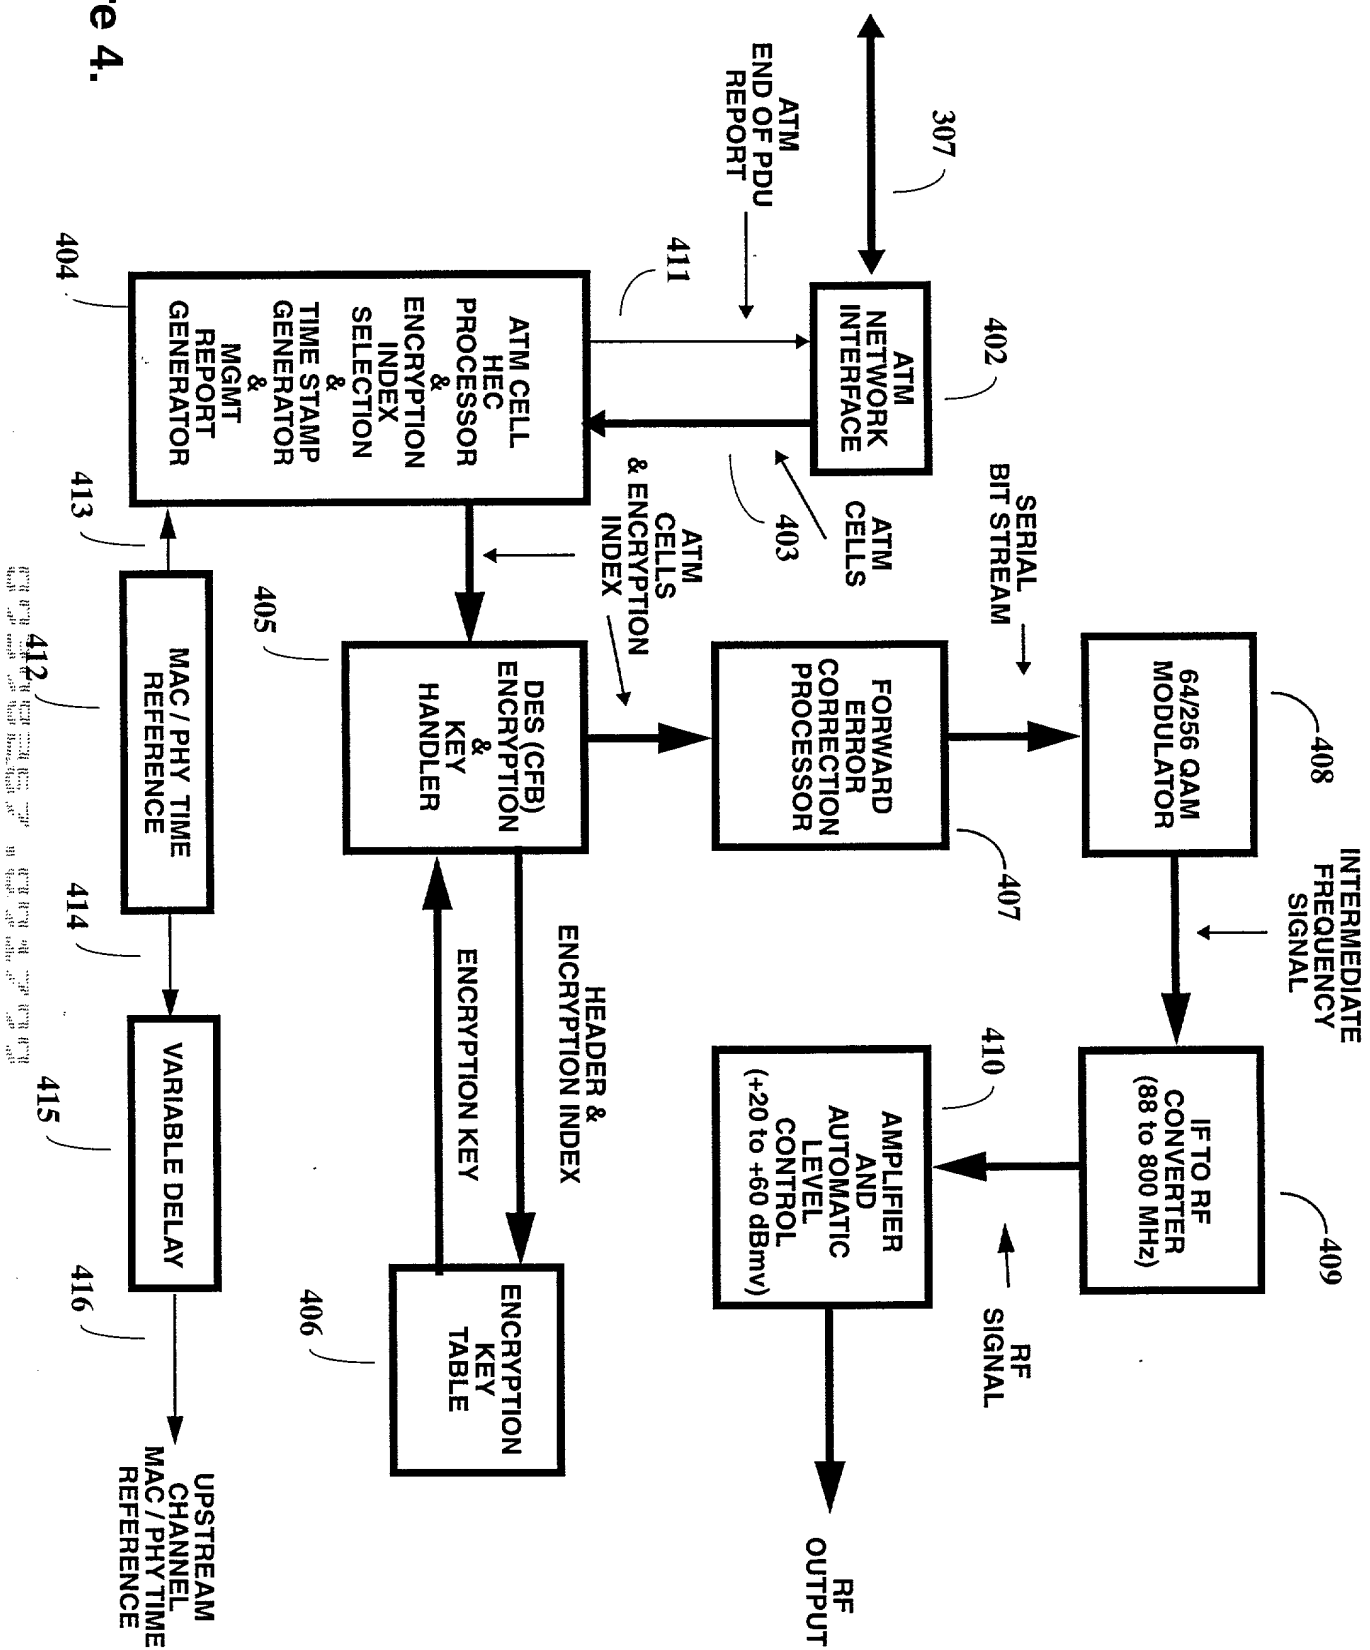 INTERMEDIATE
FREQUENCY
SIGNAL
408
409
64/256 QAM
MODULATOR
IF TO RF
CONVERTER
(88 to 800 MHz)
SERIAL
BIT STREAM
RF
SIGNAL
307
402
407
410
ATM
NETWORK
INTERFACE
FORWARD
ERROR
CORRECTION
PROCESSOR
AMPLIFIER
AND
AUTOMATIC
LEVEL
CONTROL
(+20 to +60 dBmv)
RF
OUTPUT
ATM
END OF PDU
REPORT
ATM
CELLS
403
411
ATM
CELLS
& ENCRYPTION
INDEX
HEADER &
ENCRYPTION INDEX
ATM CELL
HEC
PROCESSOR
&
ENCRYPTION
INDEX
SELECTION
&
TIME STAMP
GENERATOR
&
MGMT
REPORT
GENERATOR
DES (CFB)
ENCRYPTION
&
KEY
HANDLER
ENCRYPTION KEY
ENCRYPTION
KEY
TABLE
404
405
406
413
MAC / PHY TIME
REFERENCE
414
VARIABLE DELAY
416
UPSTREAM
CHANNEL
MAC / PHY TIME
REFERENCE
412
415
re 4.